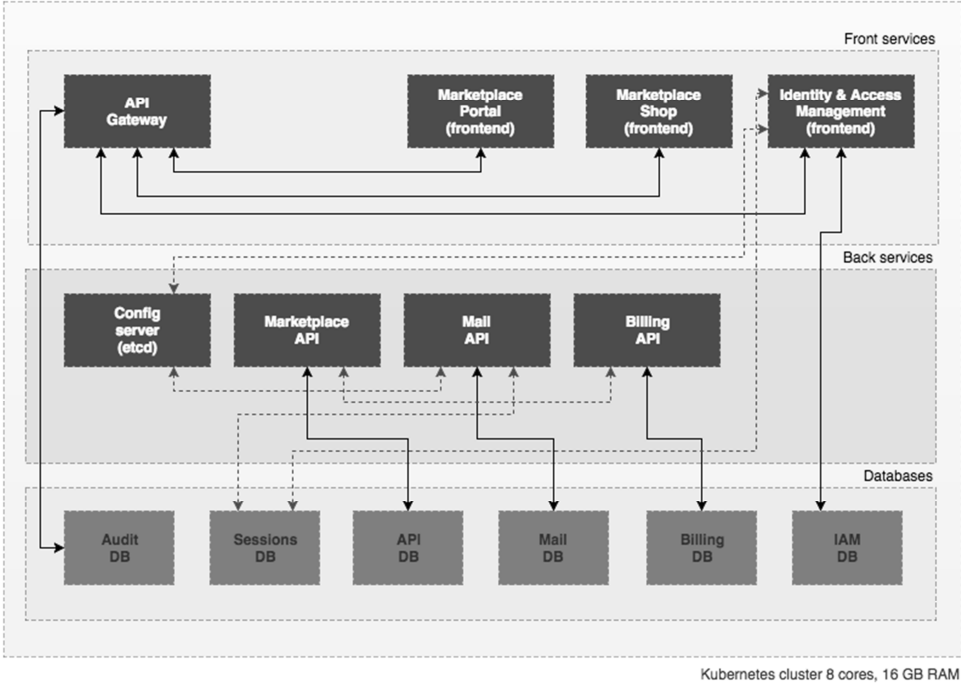 Front services
API
Gateway
Marketplace
Portal
(frontend)
Marketplace
Shop
(frontend)
Identity & Access
Management
(frontend)
Back services
Config
server
(etcd)
Marketplace
API
Mail
API
Billing
API
Databases
Audit
DB
Sessions
DB
API
DB
Mail
DB
Billing
DB
IAM
DB
Kubernetes cluster 8 cores, 16 GB RAM